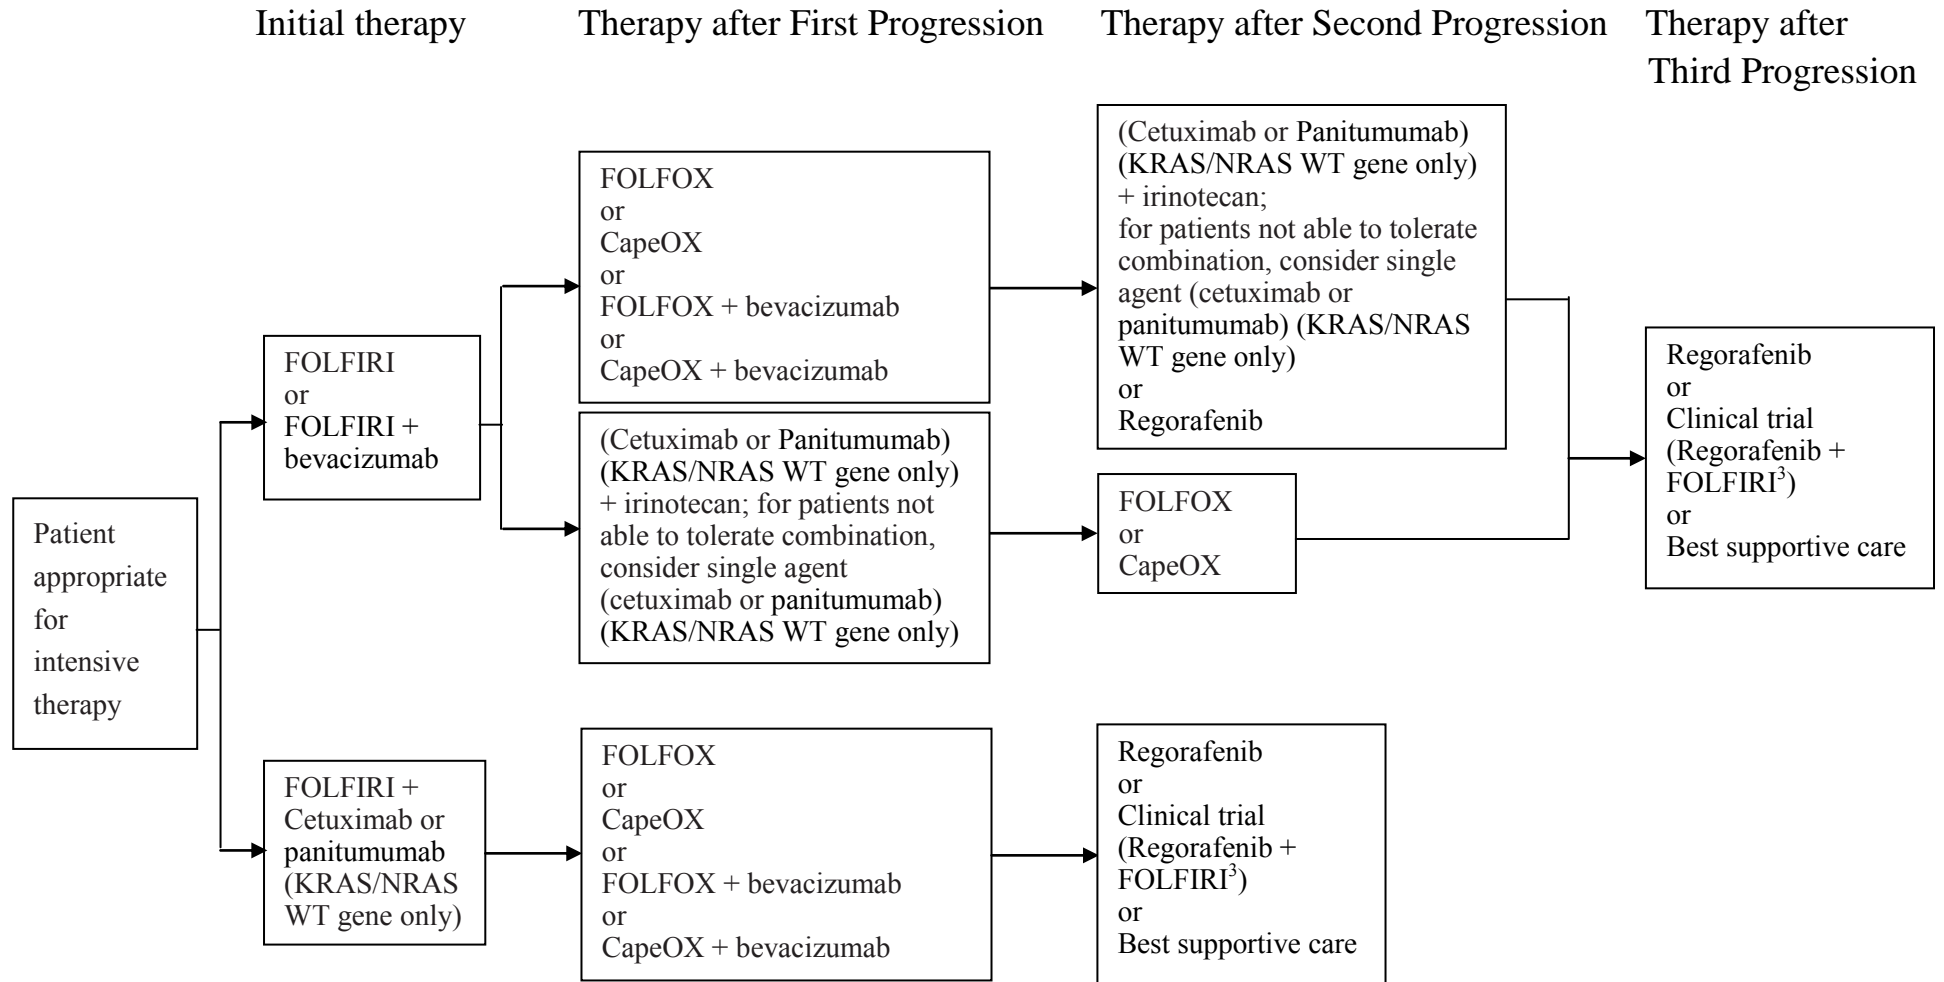 Initial therapy
Therapy after First Progression
Therapy after Second Progression
Therapy after
Third Progression
Patient
appropriate
for
intensive
therapy
FOLFIRI
or
FOLFIRI +
bevacizumab
FOLFOX
or
CapeOX
or
FOLFOX + bevacizumab
or
CapeOX + bevacizumab
(Cetuximab or Panitumumab)
(KRAS/NRAS WT gene only)
+ irinotecan; for patients not
able to tolerate combination,
consider single agent
(cetuximab or panitumumab)
(KRAS/NRAS WT gene only)
(Cetuximab or Panitumumab)
(KRAS/NRAS WT gene only)
+ irinotecan;
for patients not able to tolerate
combination, consider single
agent (cetuximab or
panitumumab) (KRAS/NRAS
WT gene only)
or
Regorafenib
FOLFOX
or
CapeOX
Regorafenib
or
Clinical trial
(Regorafenib +
FOLFIRI³)
or
Best supportive care
FOLFIRI +
Cetuximab or
panitumumab
(KRAS/NRAS
WT gene only)
FOLFOX
or
CapeOX
or
FOLFOX + bevacizumab
or
CapeOX + bevacizumab
Regorafenib
or
Clinical trial
(Regorafenib +
FOLFIRI³)
or
Best supportive care